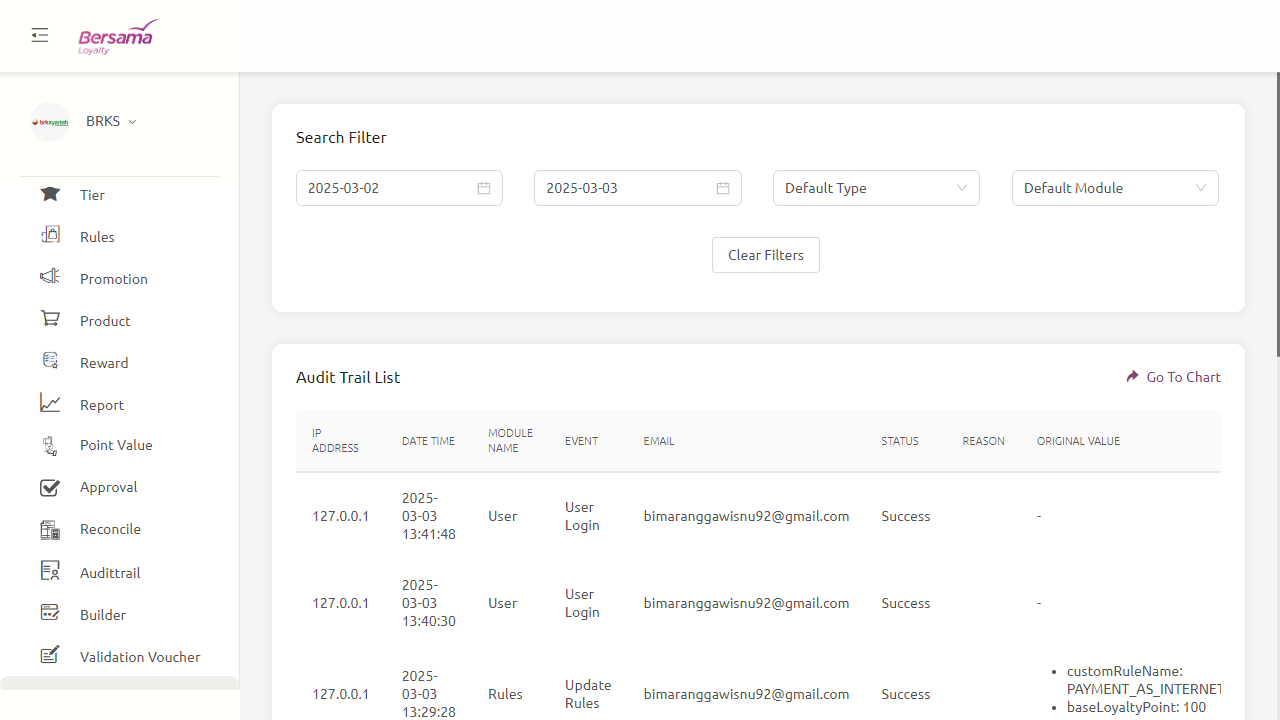 Bersama
Loyalty
brksyariah
BRKS
Tier
Rules
Promotion
Product
Reward
Report
Point Value
Approval
Reconcile
Audittrail
Builder
Validation Voucher
Search Filter
2025-03-02
2025-03-03
Default Type
Default Module
Clear Filters
Audit Trail List
Go To Chart
IP ADDRESS
DATE TIME
MODULE NAME
EVENT
EMAIL
STATUS
REASON
ORIGINAL VALUE
127.0.0.1
2025-
03-03
13:41:48
User
User
Login
bimaranggawisnu92@gmail.com
Success
-
127.0.0.1
2025-
03-03
13:40:30
User
User
Login
bimaranggawisnu92@gmail.com
Success
-
127.0.0.1
2025-
03-03
13:29:28
Rules
Update
Rules
bimaranggawisnu92@gmail.com
Success
• customRuleName:
PAYMENT_AS_INTERNET
• baseLoyaltyPoint: 100